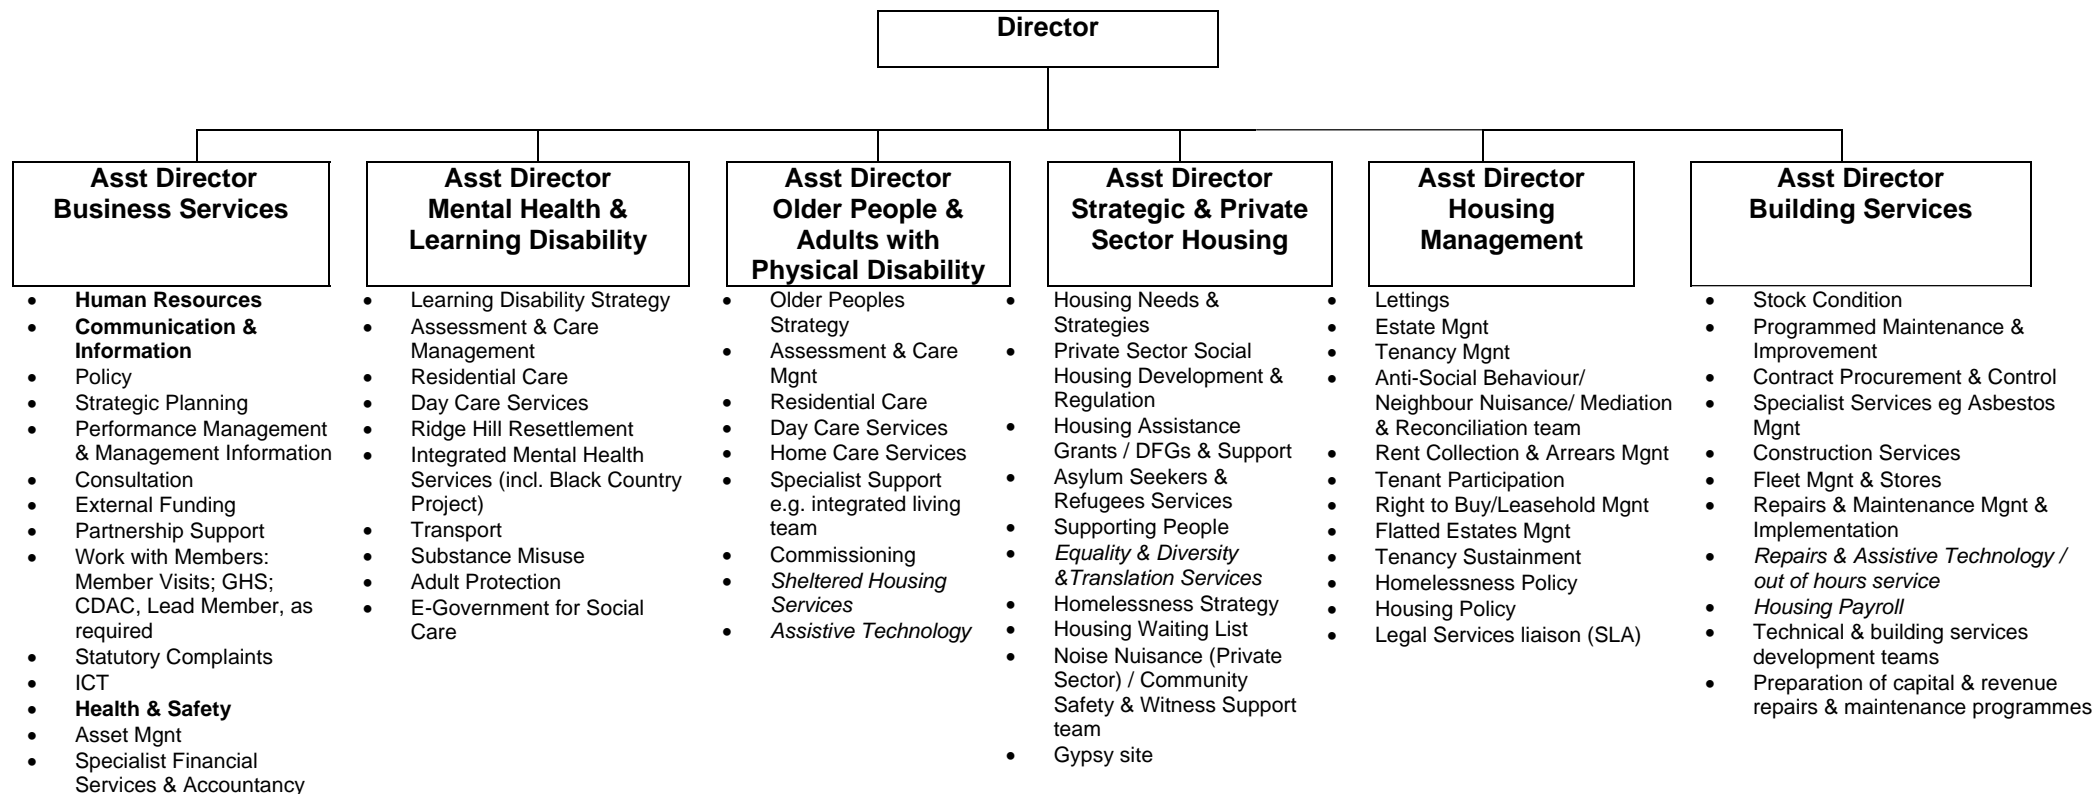 Director
Asst Director
Business Services
• Human Resources
• Communication &
Information
• Policy
• Strategic Planning
• Performance Management
& Management Information
• Consultation
• External Funding
• Partnership Support
• Work with Members:
Member Visits; GHS;
CDAC, Lead Member, as
required
• Statutory Complaints
• ICT
• Health & Safety
• Asset Mgnt
• Specialist Financial
Services & Accountancy
Asst Director
Mental Health &
Learning Disability
• Learning Disability Strategy
• Assessment & Care
Management
• Residential Care
• Day Care Services
• Ridge Hill Resettlement
• Integrated Mental Health
Services (incl. Black Country
Project)
• Transport
• Substance Misuse
• Adult Protection
• E-Government for Social
Care
Asst Director
Older People &
Adults with
Physical Disability
• Older Peoples
Strategy
• Assessment & Care
Mgnt
• Residential Care
• Day Care Services
• Home Care Services
• Specialist Support
e.g. integrated living
team
• Commissioning
• Sheltered Housing
Services
• Assistive Technology
Asst Director
Strategic & Private
Sector Housing
• Housing Needs &
Strategies
• Private Sector Social
Housing Development &
Regulation
• Housing Assistance
Grants / DFGs & Support
• Asylum Seekers &
Refugees Services
• Supporting People
• Equality & Diversity
&Translation Services
• Homelessness Strategy
• Housing Waiting List
• Noise Nuisance (Private
Sector) / Community
Safety & Witness Support
team
• Gypsy site
Asst Director
Housing
Management
• Lettings
• Estate Mgnt
• Tenancy Mgnt
• Anti-Social Behaviour/
Neighbour Nuisance/ Mediation
& Reconciliation team
• Rent Collection & Arrears Mgnt
• Tenant Participation
• Right to Buy/Leasehold Mgnt
• Flatted Estates Mgnt
• Tenancy Sustainment
• Homelessness Policy
• Housing Policy
• Legal Services liaison (SLA)
Asst Director
Building Services
• Stock Condition
• Programmed Maintenance &
Improvement
• Contract Procurement & Control
• Specialist Services eg Asbestos
Mgnt
• Construction Services
• Fleet Mgnt & Stores
• Repairs & Maintenance Mgnt &
Implementation
• Repairs & Assistive Technology /
out of hours service
• Housing Payroll
• Technical & building services
development teams
• Preparation of capital & revenue
repairs & maintenance programmes